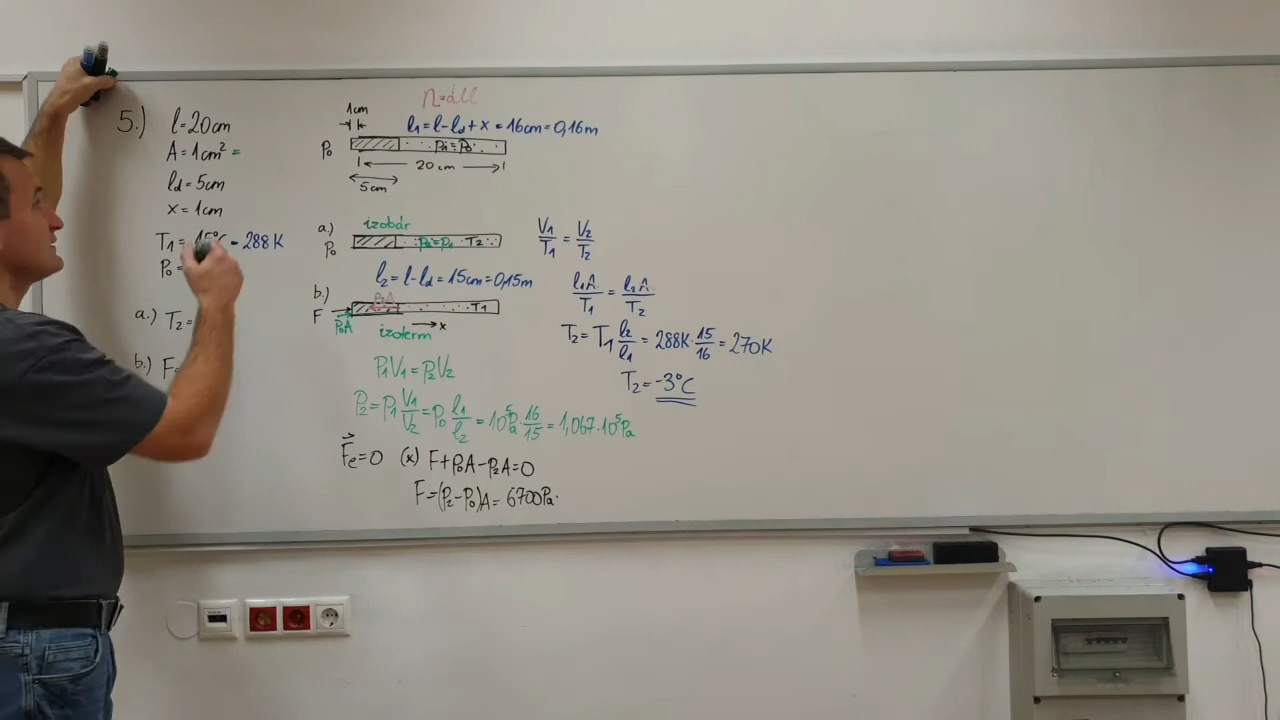 5.)
l=20cm
A=1cm² =
l_d=5cm
x=1cm
T₁=15°C = 288K
P₀=
a.) T₂=
b.) F=
n=áll
1cm
l₁=l-l_d+x=16cm=0,16m
P₀
P₁=P₀
20cm
5cm
a.)
izobár
P₀
P₂=P₀ T₂
l₂=l-l_d=15cm=0,15m
b.)
F
P₀A
P₂A
T₁
izoterm
x
P₁V₁=P₂V₂
P₂=P₁ V₁/V₂=P₀ l₁/l₂=10⁵Pa·16/15=1,067·10⁵Pa
F⃗e=0 (x) F+P₀A-P₂A=0
F=(P₂-P₀)A=6700Pa·
V₁/T₁=V₂/T₂
l₁A/T₁=l₂A/T₂
T₂=T₁ l₂/l₁=288K·15/16=270K
T₂=-3°C